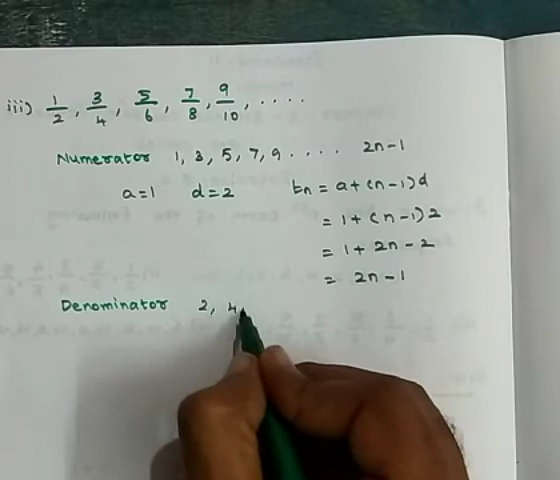 iii) 1/2, 3/4, 5/6, 7/8, 9/10, ....
Numerator 1, 3, 5, 7, 9 .... 2n-1
a=1 d=2 tn = a+(n-1)d
= 1+(n-1)2
= 1+2n-2
= 2n-1
Denominator 2, 4